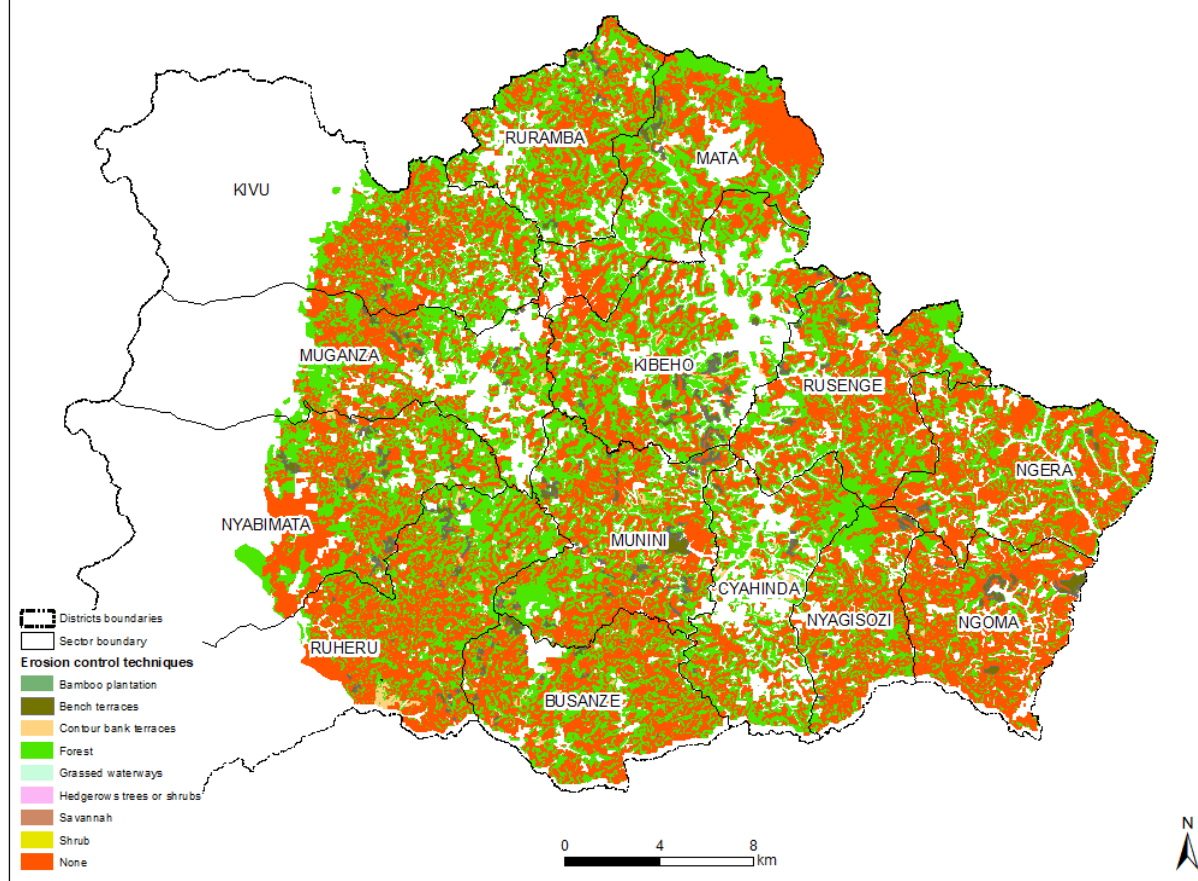 RURAMBA
MATA
KIVU
MUGANZA
KIBEHO
RUSENGE
NGERA
NYABIMATA
MUNINI
CYAHINDA
NYAGISOZI
NGOMA
RUHERU
BUSANZE
Districts boundaries
Sector boundary
Erosion control techniques
Bamboo plantation
Bench terraces
Contour bank terraces
Forest
Grassed waterways
Hedgerows trees or shrubs
Savannah
Shrub
None
0 4 8
km
N